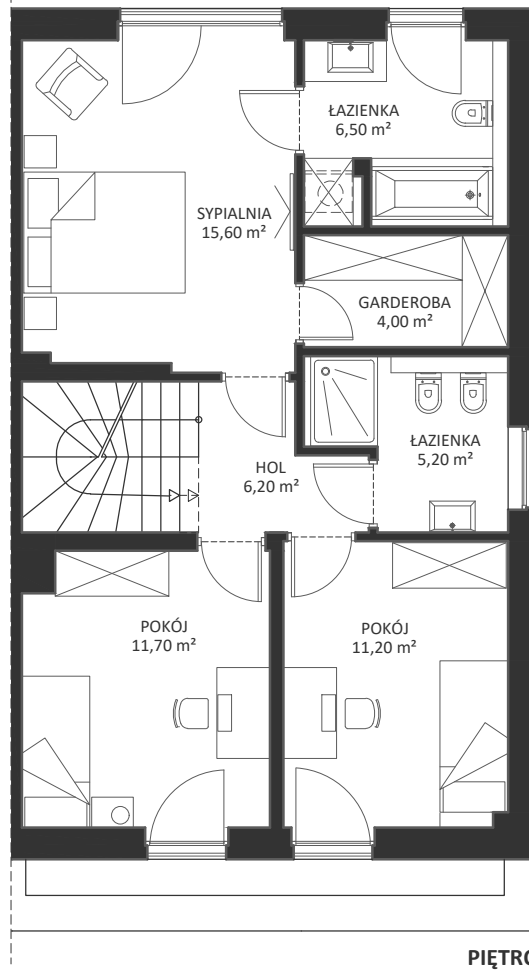 ŁAZIENKA
6,50 m²
SYPIALNIA
15,60 m²
GARDEROBA
4,00 m²
ŁAZIENKA
5,20 m²
HOL
6,20 m²
POKÓJ
11,70 m²
POKÓJ
11,20 m²
PIĘTRO